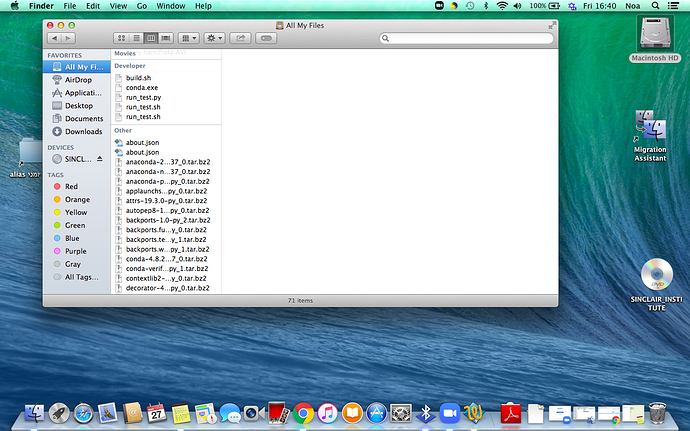 Finder File Edit View Go Window Help
100% Fri 16:40 Noa
All My Files
FAVORITES
All My Fi...
AirDrop
Applicati...
Desktop
Documents
Downloads
DEVICES
SINCL...
TAGS
Red
Orange
Yellow
Green
Blue
Purple
Gray
All Tags...
Movies
Developer
build.sh
conda.exe
run_test.py
run_test.sh
run_test.sh
Other
about.json
about.json
anaconda-2...37_0.tar.bz2
anaconda-n...37_0.tar.bz2
anaconda-p...py_0.tar.bz2
applaunchs...py_0.tar.bz2
attrs-19.3.0-py_0.tar.bz2
autopep8-1...py_0.tar.bz2
backports-1.0-py_2.tar.bz2
backports.fu...y_0.tar.bz2
backports.te...y_1.tar.bz2
backports.w...py_1.tar.bz2
conda-4.8.2...7_0.tar.bz2
conda-verif...py_1.tar.bz2
contextlib2-...y_0.tar.bz2
decorator-4...py_0.tar.bz2
71 items
Macintosh HD
Migration
Assistant
DVD
SINCLAIR_INSTI
TUTE
alias
27